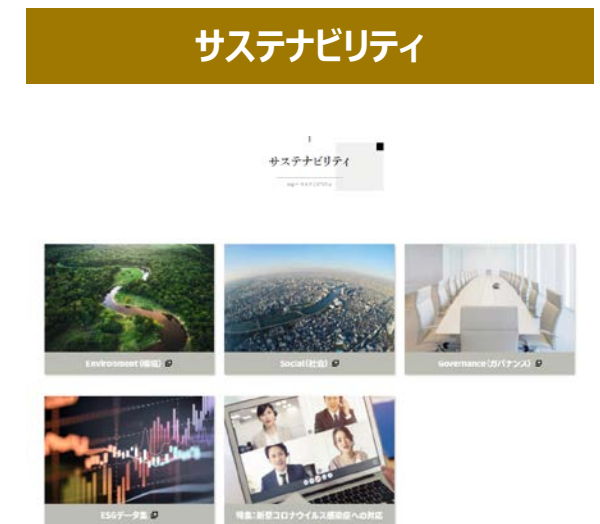 サステナビリティ
サステナビリティ
Environment（環境）
Social（社会）
Governance（ガバナンス）
ESGデータ集
特集：新型コロナウイルス感染症への対応